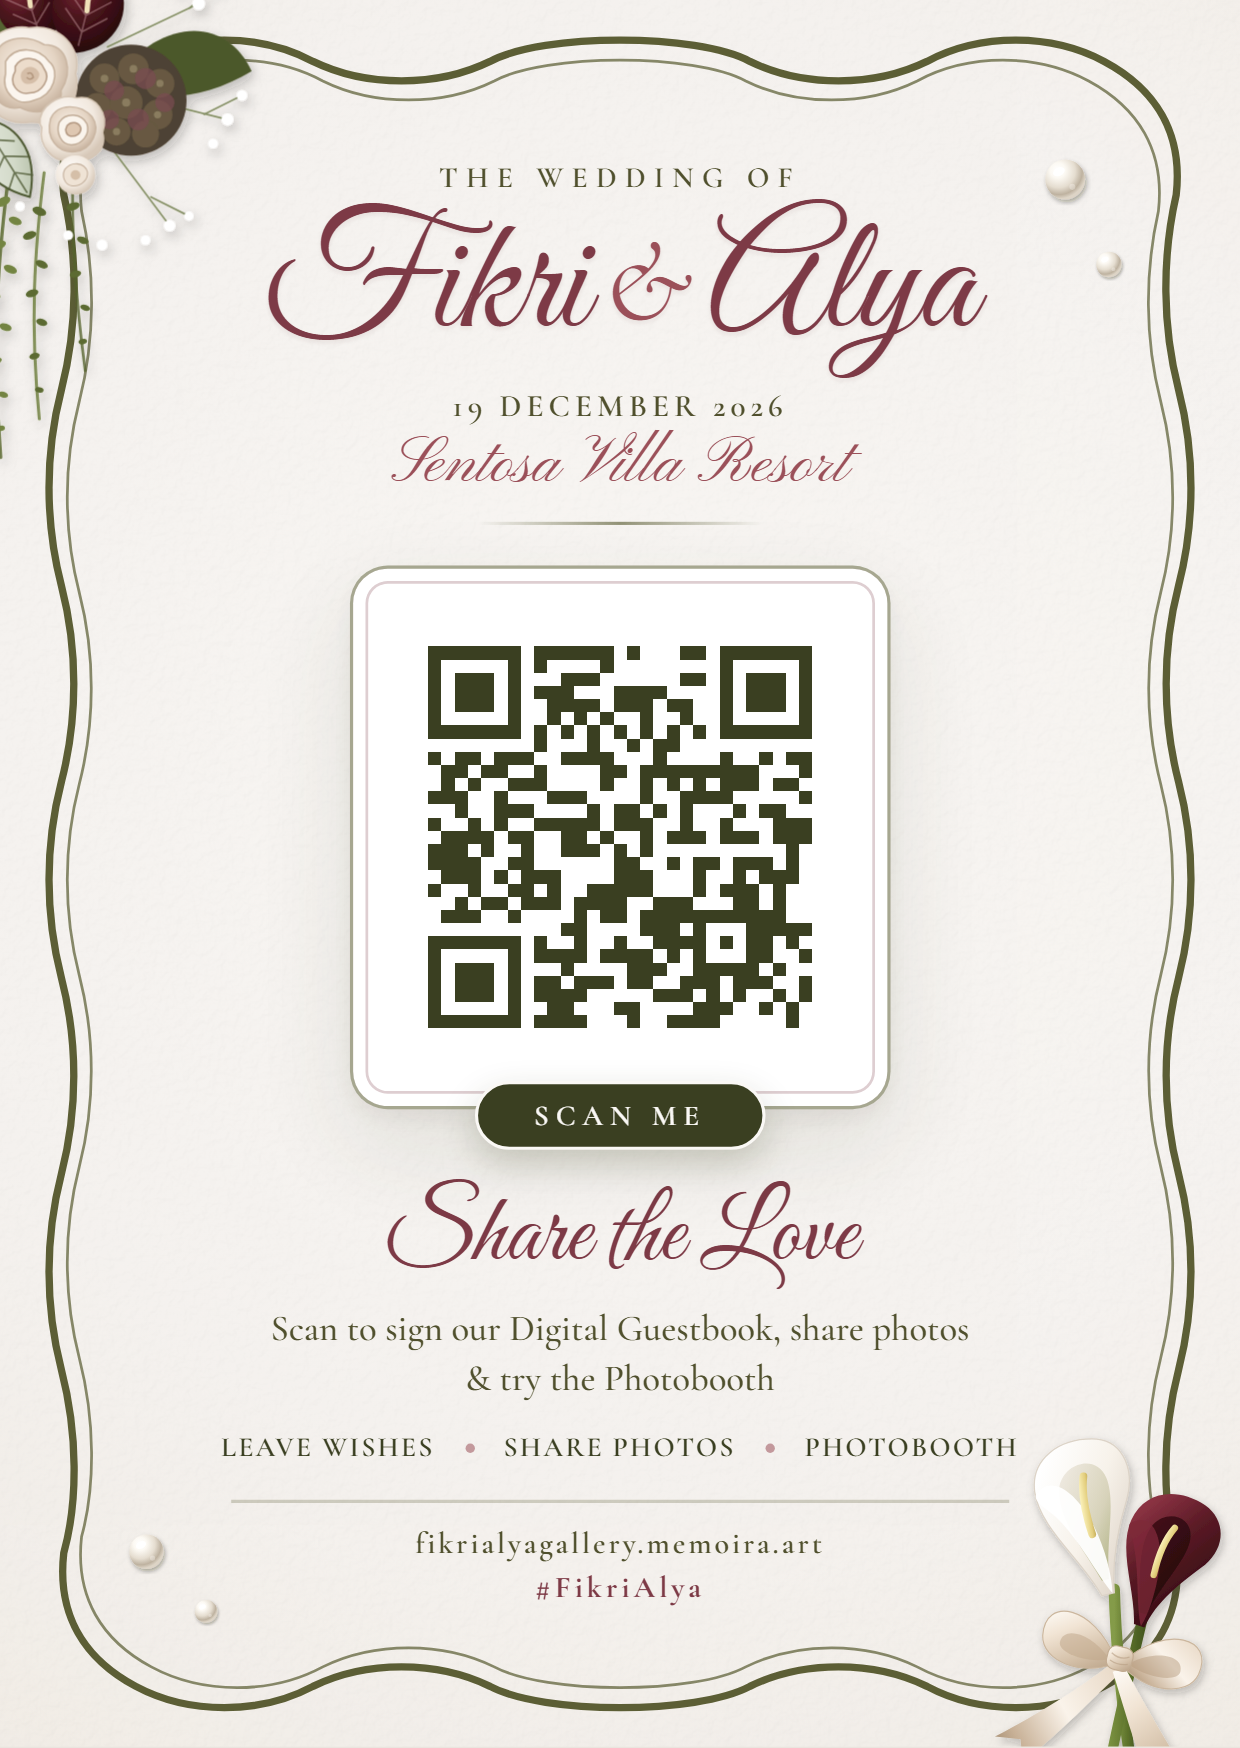 THE WEDDING OF
Fikri & Alya
19 DECEMBER 2026
Sentosa Villa Resort
SCAN ME
Share the Love
Scan to sign our Digital Guestbook, share photos
& try the Photobooth
LEAVE WISHES • SHARE PHOTOS • PHOTOBOOTH
fikrialyagallery.memoira.art
#FikriAlya